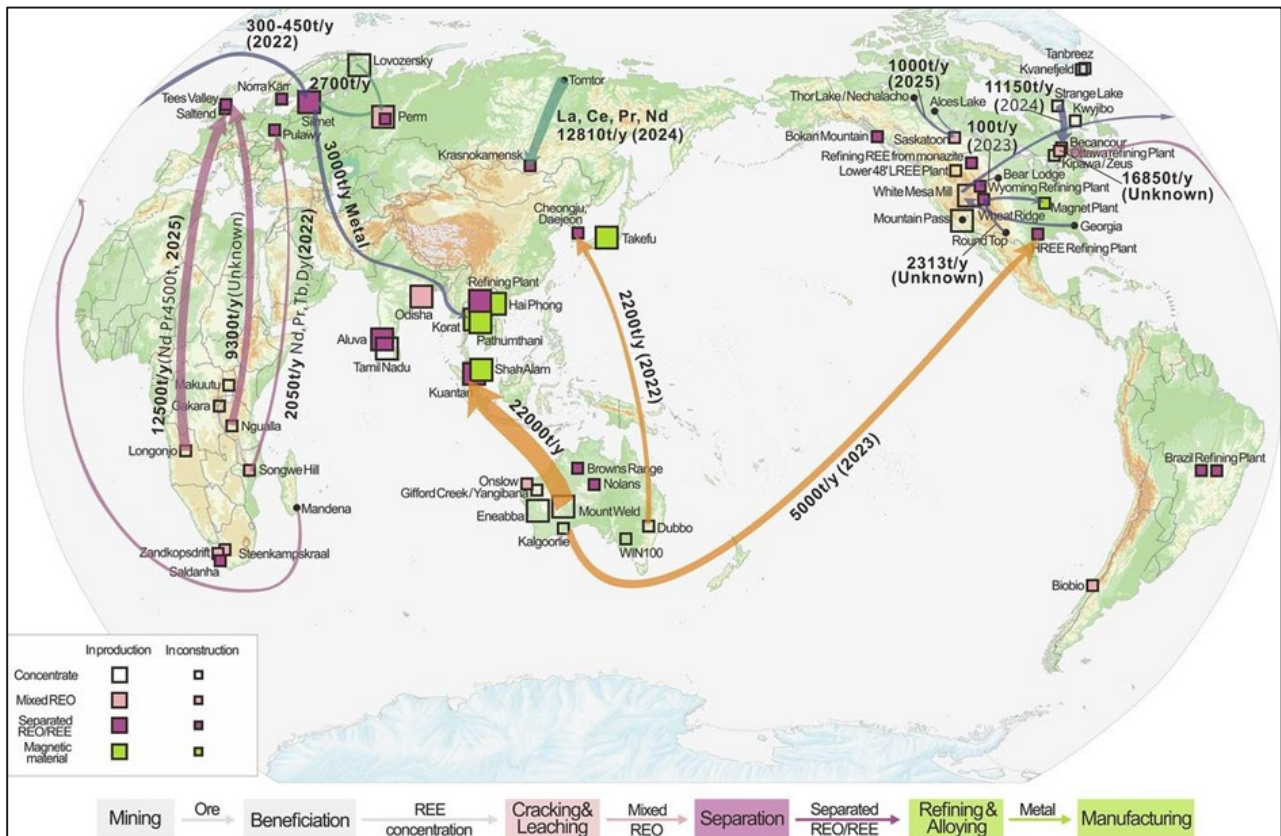 300-450t/y
(2022)
Lovozersky
2700t/y
Norra Kärr
Tees Valley
Saltend
Silmet
Perm
Pulawy
Tomtor
La, Ce, Pr, Nd
12810t/y (2024)
Krasnokamensk
3000t/y Metal
Cheongju,
Daejeon
Takefu
Refining Plant
Hai Phong
Odisha
Korat
Pathumthani
Aluva
Tamil Nadu
Shah Alam
Kuantan
22000t/y
2200t/y (2022)
5000t/y (2023)
12500t/y (Nd Pr4500t, 2025)
9300t/y (Unknown)
2050t/y Nd, Pr, Tb, Dy (2022)
Makuutu
Gakara
Ngualla
Longonjo
Songwe Hill
Mandena
Zandkopsdrift
Steenkampskraal
Saldanha
Onslow
Browns Range
Gifford Creek / Yangibana
Nolans
Eneabba
Mount Weld
Kalgoorlie
Dubbo
WIN100
1000t/y
(2025)
Thor Lake / Nechalacho
Alces Lake
Tanbreez
Kvanefjeld
Strange Lake
11150t/y
(2024)
Kwyjibo
Bokan Mountain
Saskatoon
100t/y
(2023)
Becancour
Ottawa refining Plant
Kipawa / Zeus
16850t/y
(Unknown)
Refining REE from monazite
Lower 48' LREE Plant
Bear Lodge
White Mesa Mill
Wyoming Refining Plant
Wheat Ridge
Magnet Plant
Mountain Pass
Georgia
Round Top
HREE Refining Plant
2313t/y
(Unknown)
Brazil Refining Plant
Biobio
In production
In construction
Concentrate
Mixed REO
Separated
REO/REE
Magnetic
material
Mining
Ore
Beneficiation
REE
concentration
Cracking&
Leaching
Mixed
REO
Separation
Separated
REO/REE
Refining &
Alloying
Metal
Manufacturing